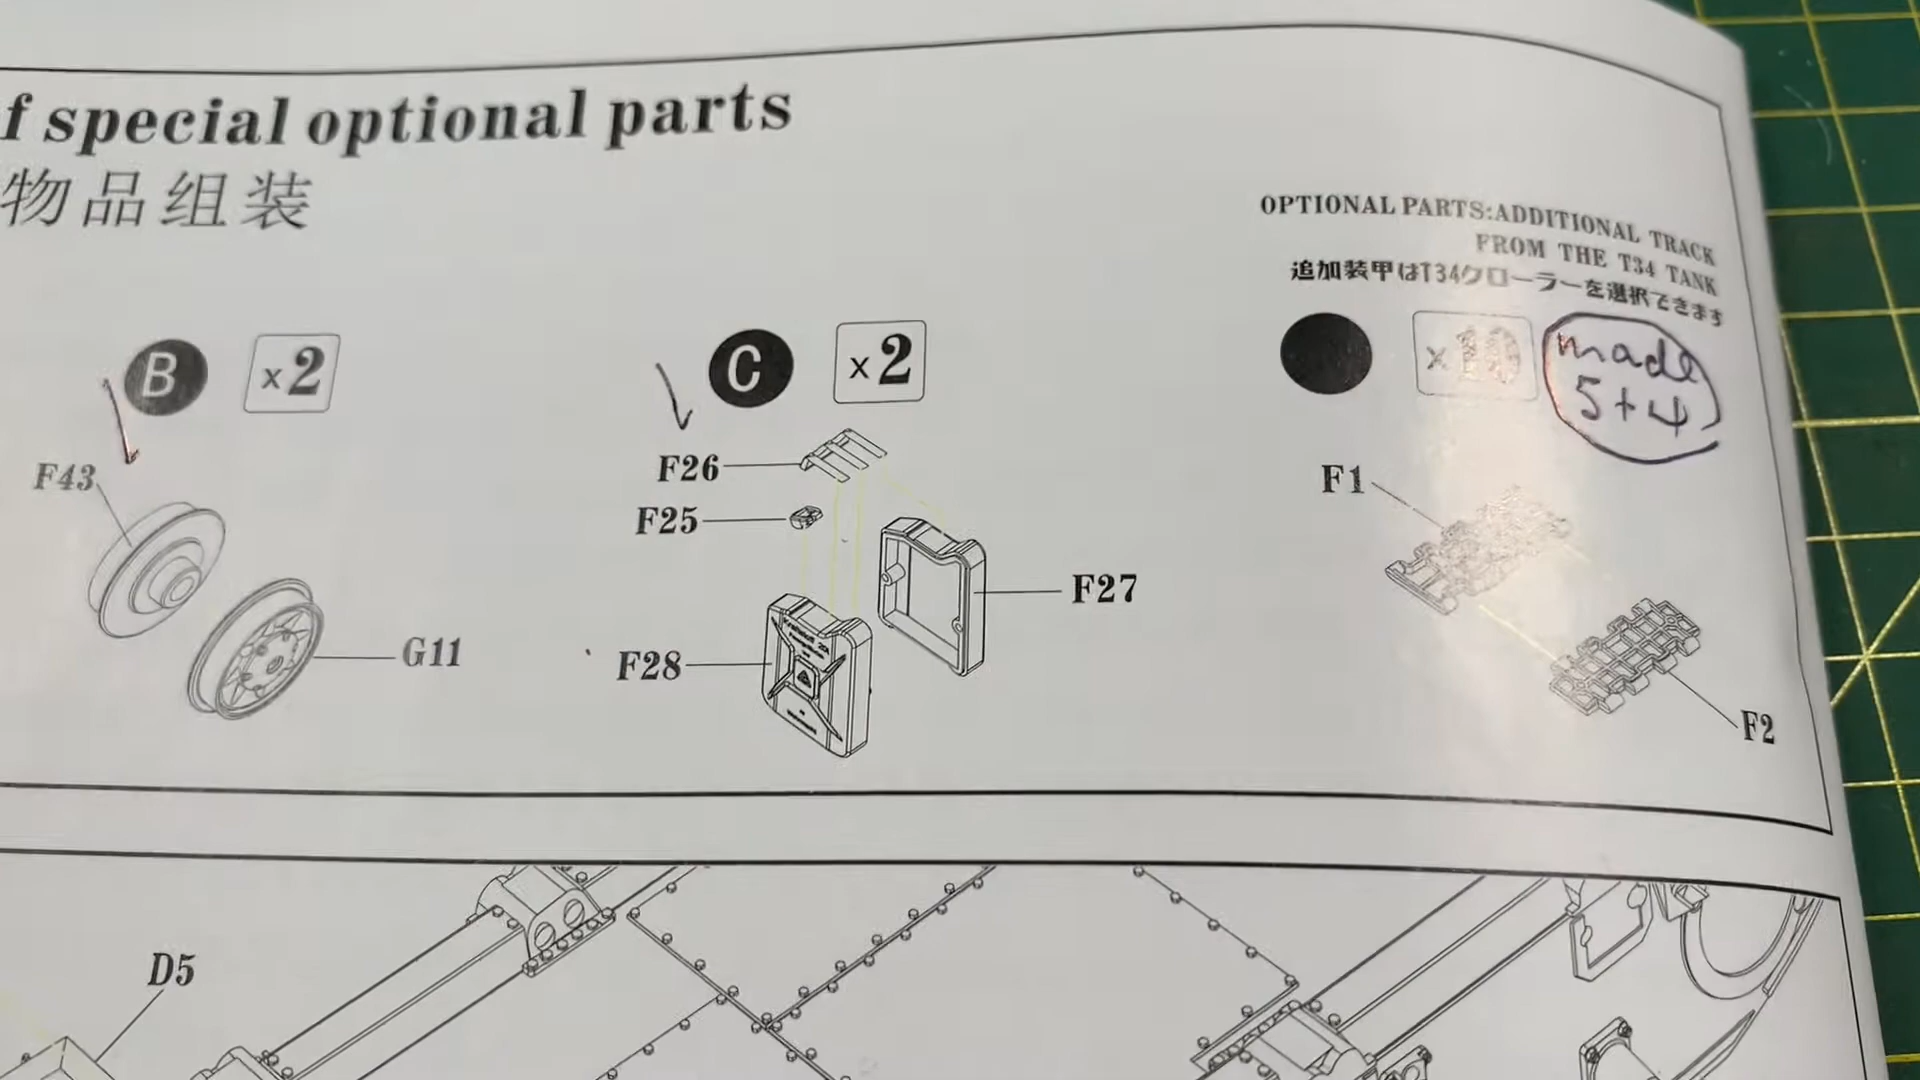 f special optional parts
物品组装
OPTIONAL PARTS:ADDITIONAL TRACK
FROM THE T34 TANK
追加装甲はT34クローラーを選択できます
B x2
C x2
x10
made
5+4
F43
G11
F26
F25
F27
F28
F1
F2
D5